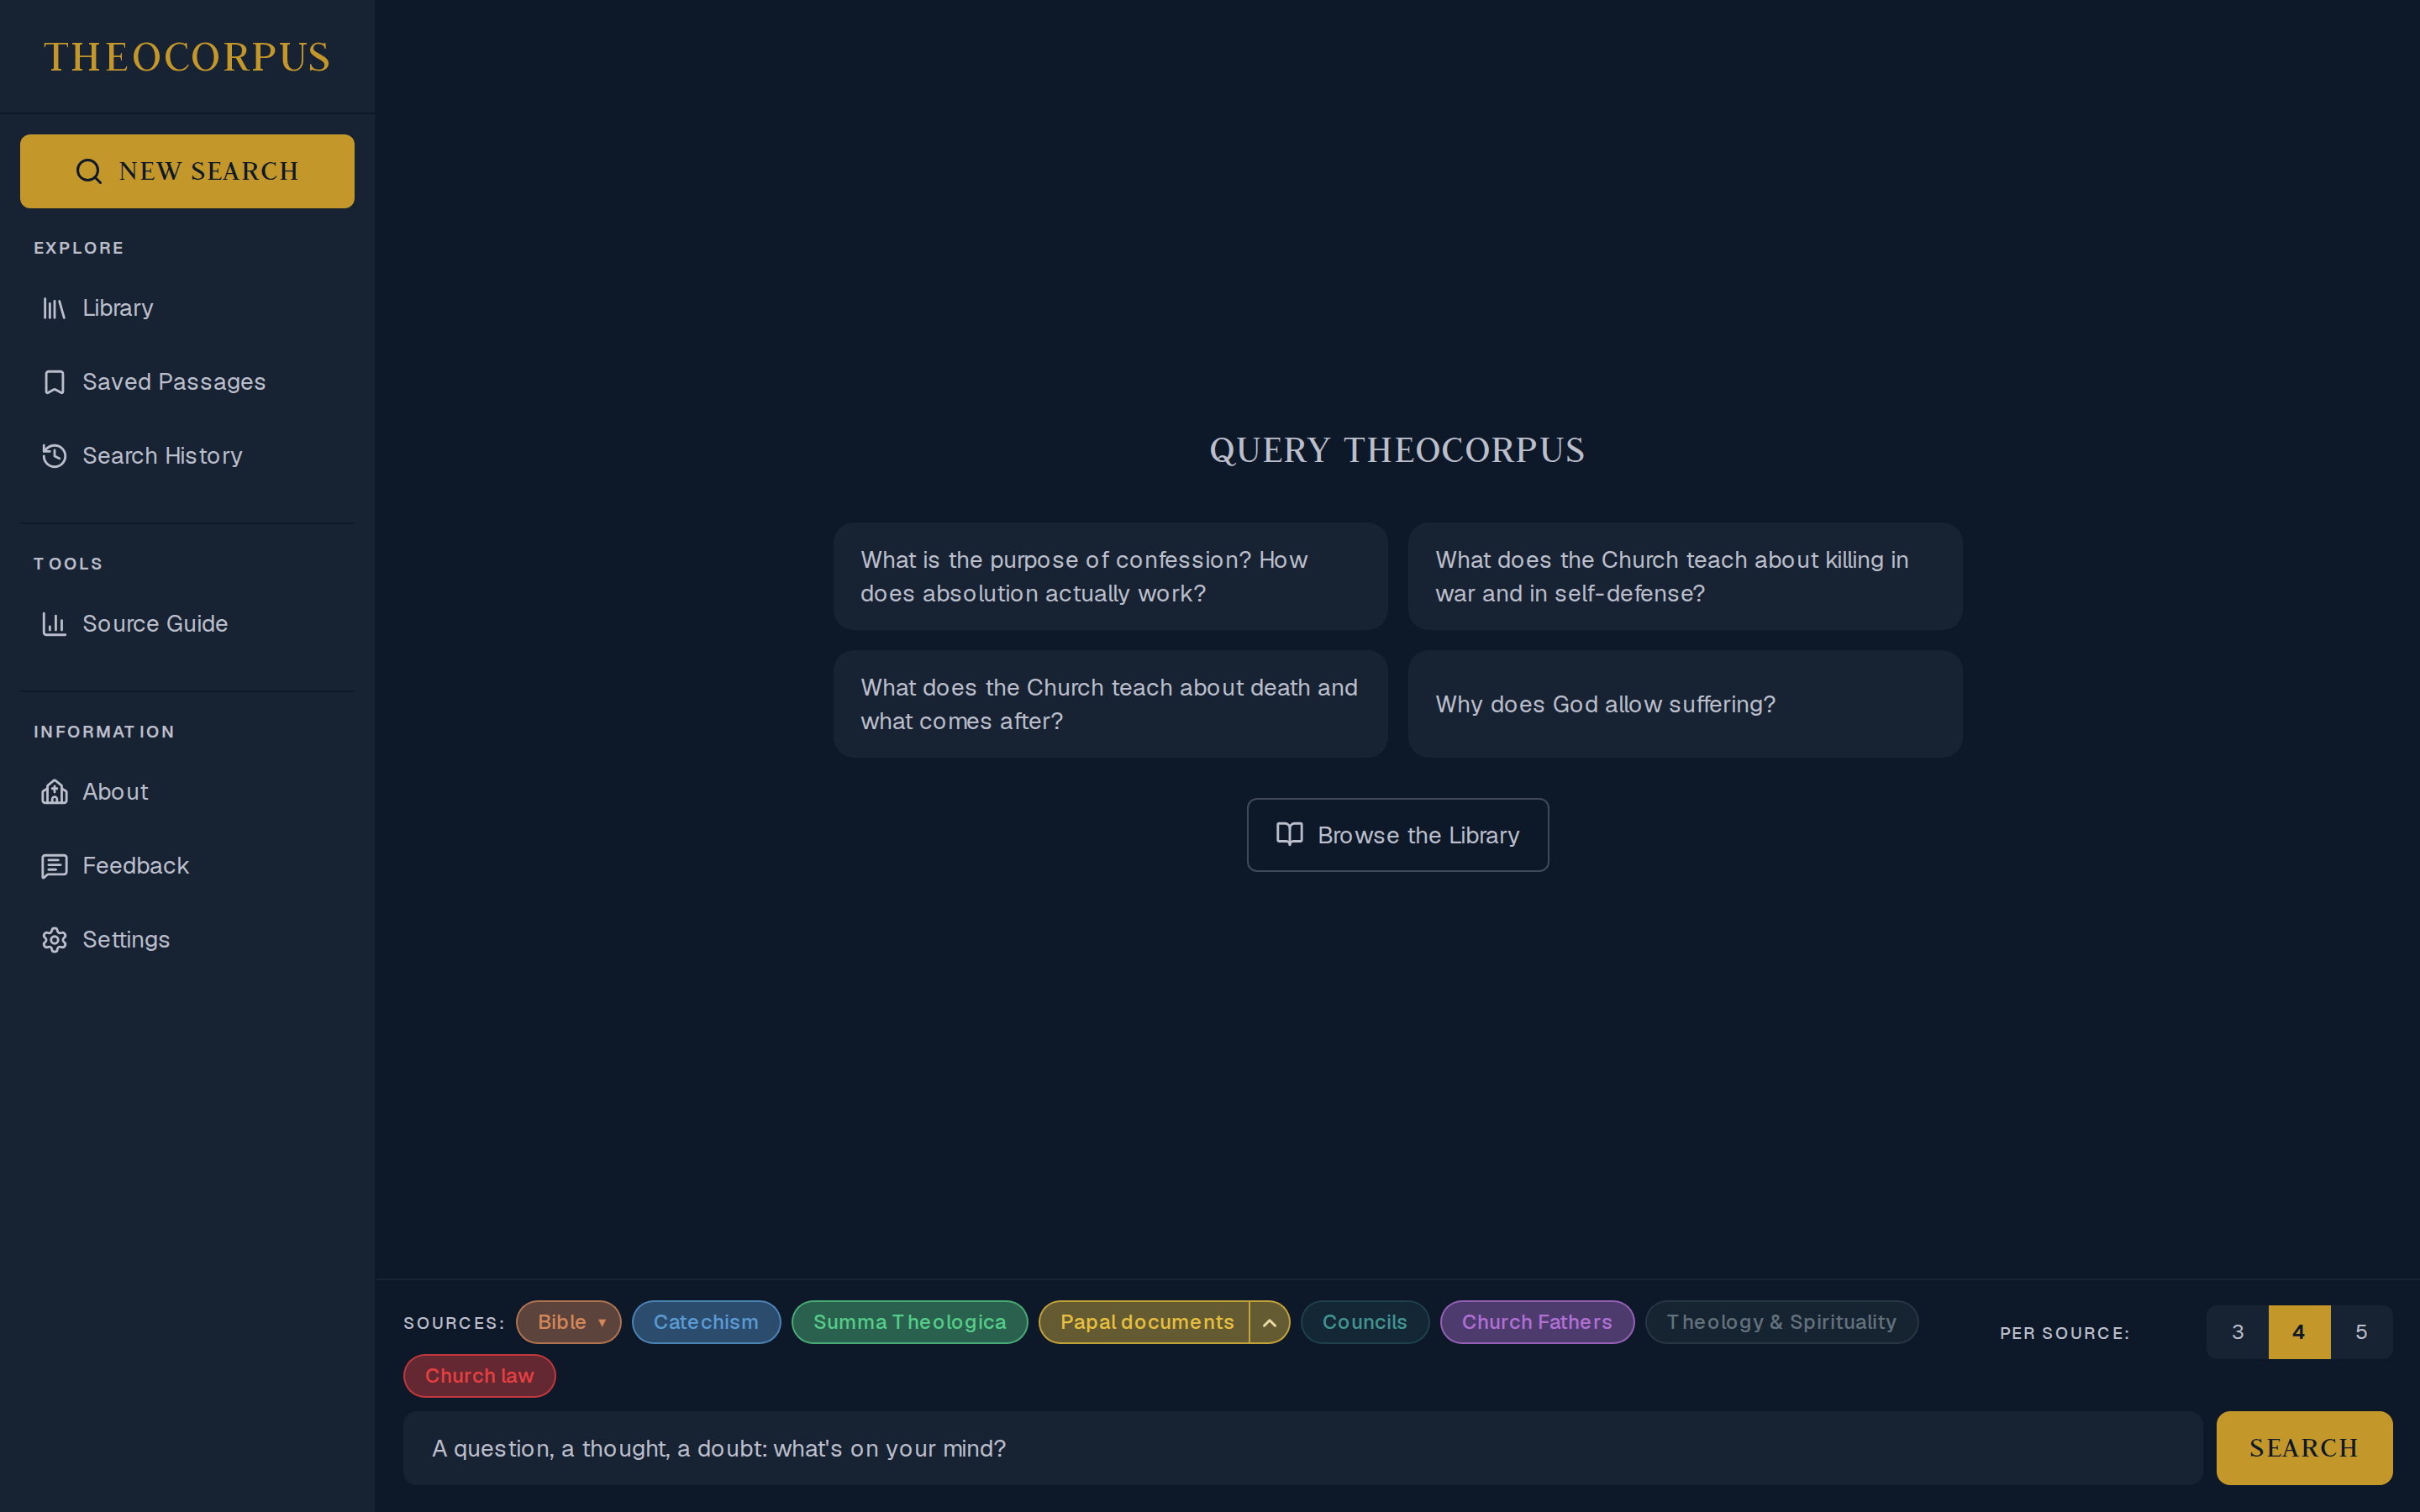 THEOCORPUS
NEW SEARCH
EXPLORE
Library
Saved Passages
Search History
TOOLS
Source Guide
INFORMATION
About
Feedback
Settings
QUERY THEOCORPUS
What is the purpose of confession? How
does absolution actually work?
What does the Church teach about killing in
war and in self-defense?
What does the Church teach about death and
what comes after?
Why does God allow suffering?
Browse the Library
SOURCES: Bible ▾ Catechism Summa Theologica Papal documents Councils Church Fathers Theology & Spirituality
Church law
PER SOURCE: 3 4 5
A question, a thought, a doubt: what's on your mind?
SEARCH